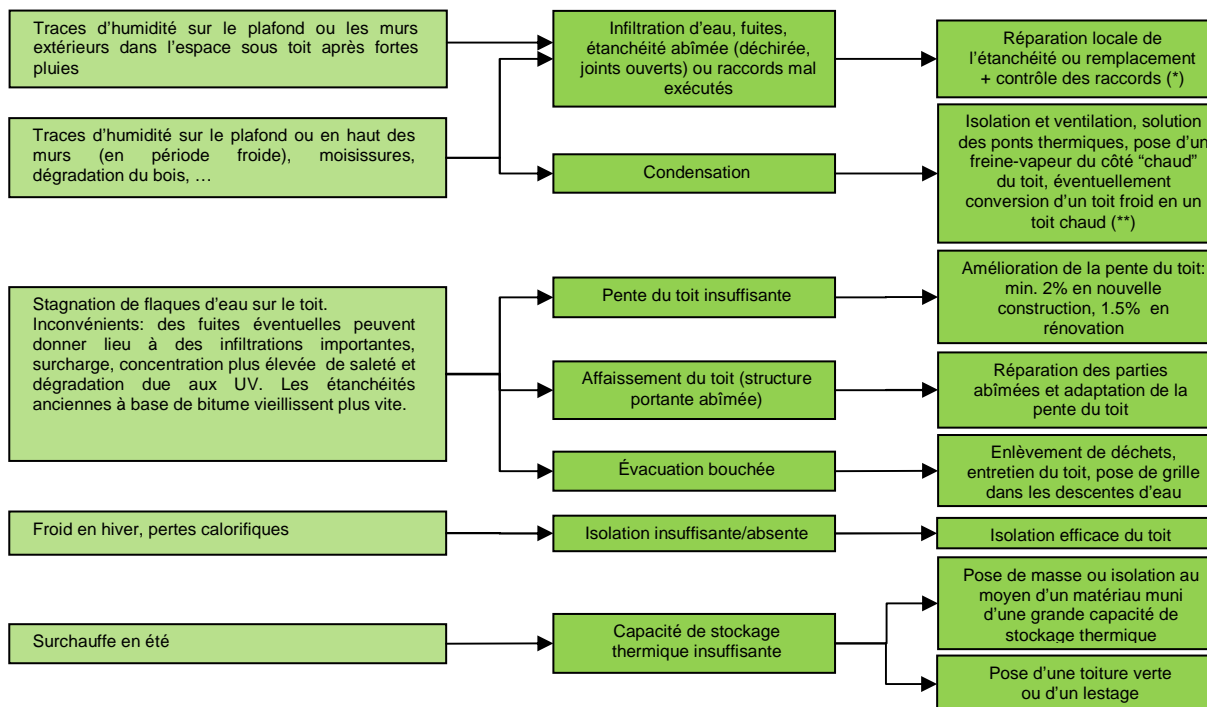 Traces d’humidité sur le plafond ou les murs
extérieurs dans l’espace sous toit après fortes
pluies
Infiltration d’eau, fuites,
étanchéité abîmée (déchirée,
joints ouverts) ou raccords mal
exécutés
Réparation locale de
l’étanchéité ou remplacement
+ contrôle des raccords (*)
Traces d’humidité sur le plafond ou en haut des
murs (en période froide), moisissures,
dégradation du bois, …
Condensation
Isolation et ventilation, solution
des ponts thermiques, pose d’un
freine-vapeur du côté “chaud”
du toit, éventuellement
conversion d’un toit froid en un
toit chaud (**)
Stagnation de flaques d’eau sur le toit.
Inconvénients: des fuites éventuelles peuvent
donner lieu à des infiltrations importantes,
surcharge, concentration plus élevée de saleté et
dégradation due aux UV. Les étanchéités
anciennes à base de bitume vieillissent plus vite.
Pente du toit insuffisante
Amélioration de la pente du toit:
min. 2% en nouvelle
construction, 1.5% en
rénovation
Affaissement du toit (structure
portante abîmée)
Réparation des parties
abîmées et adaptation de la
pente du toit
Évacuation bouchée
Enlèvement de déchets,
entretien du toit, pose de grille
dans les descentes d’eau
Froid en hiver, pertes calorifiques
Isolation insuffisante/absente
Isolation efficace du toit
Surchauffe en été
Capacité de stockage
thermique insuffisante
Pose de masse ou isolation au
moyen d’un matériau muni
d’une grande capacité de
stockage thermique
Pose d’une toiture verte
ou d’un lestage